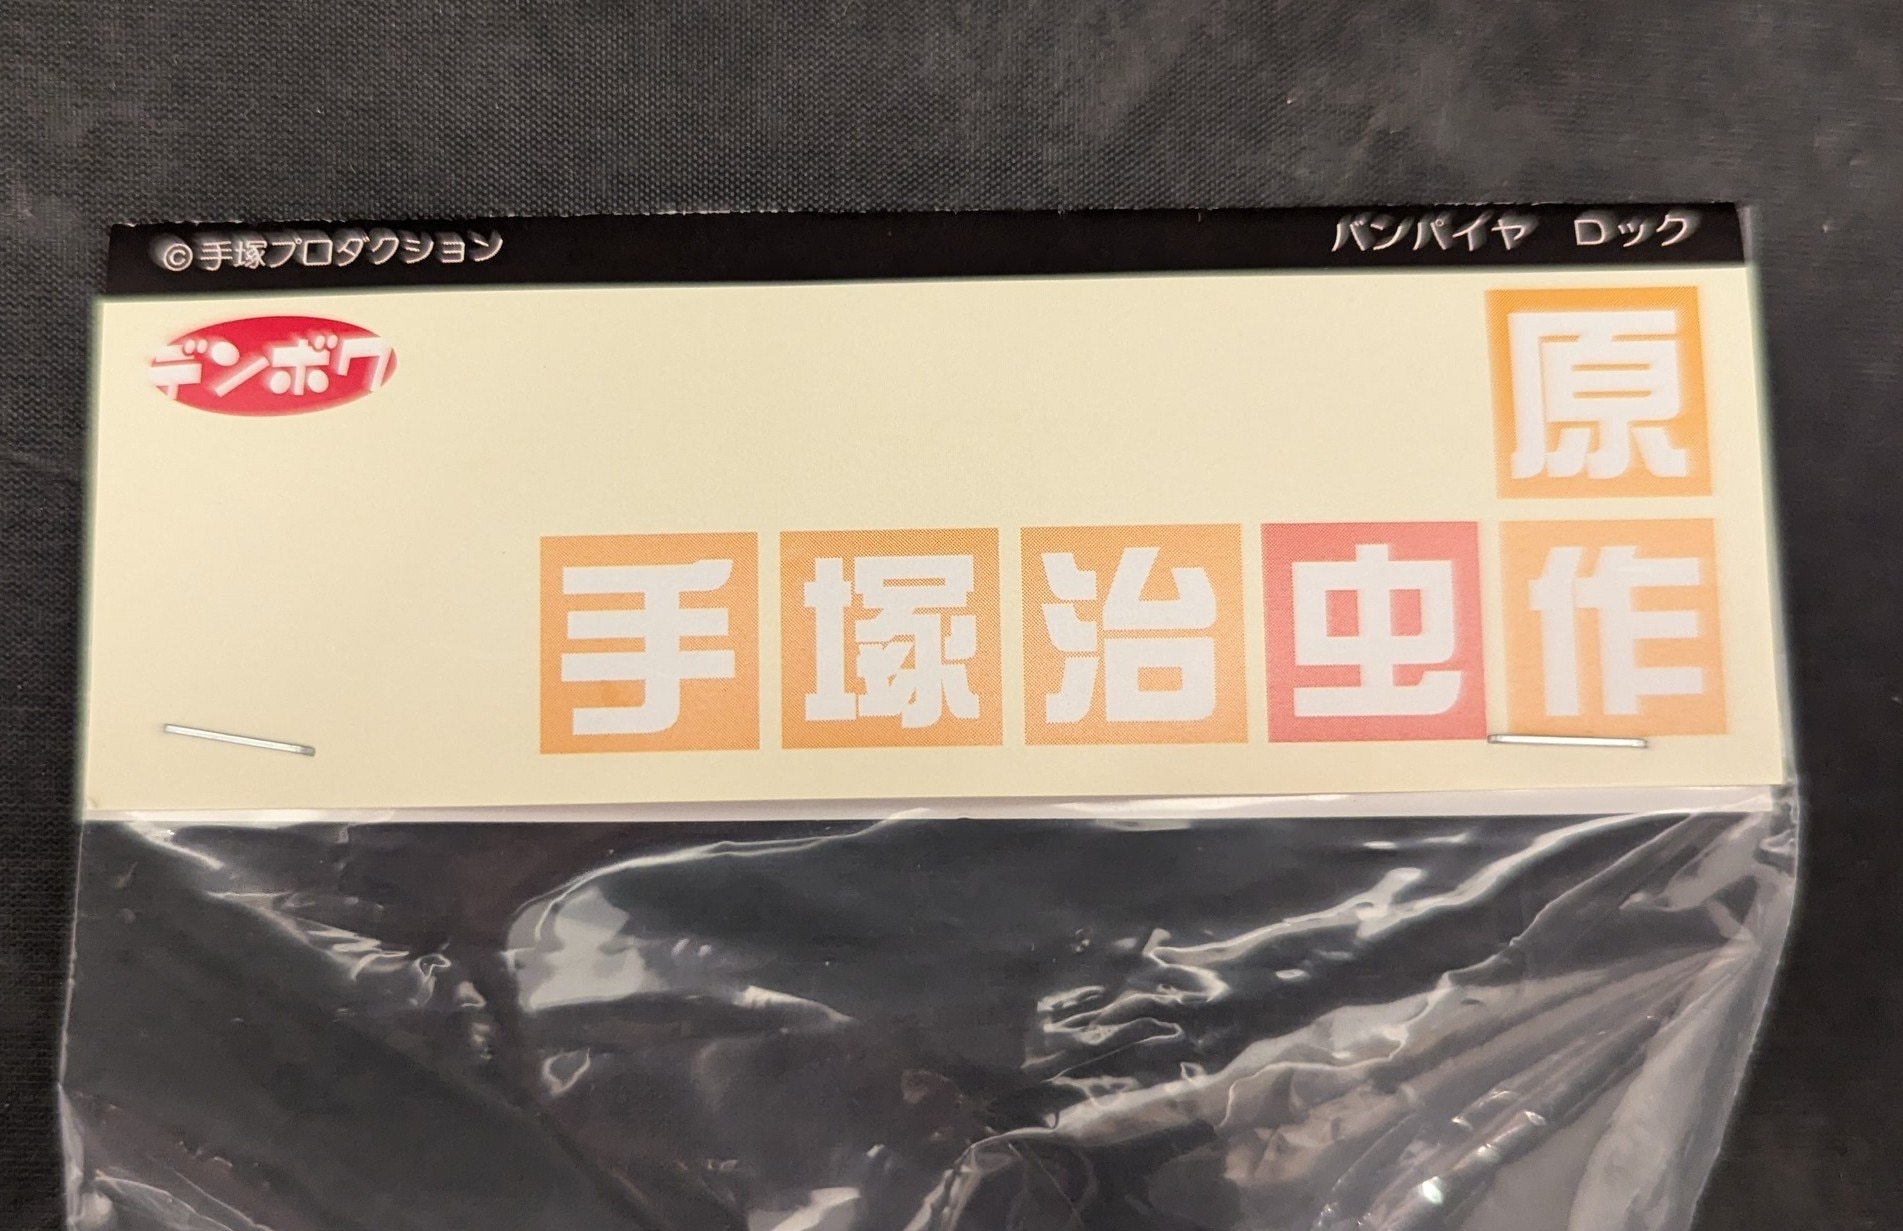 ©手塚プロダクション
バンパイヤ ロック
デンボク
原作
手塚治虫